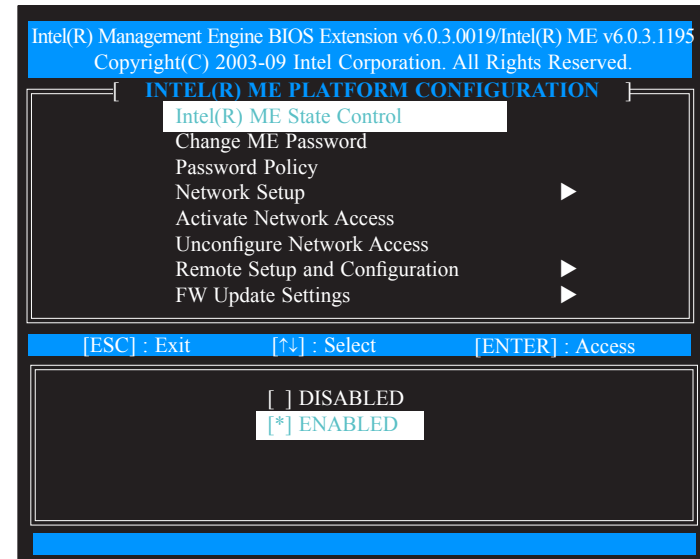 Intel(R) Management Engine BIOS Extension v6.0.3.0019/Intel(R) ME v6.0.3.1195
Copyright(C) 2003-09 Intel Corporation. All Rights Reserved.
[ INTEL(R) ME PLATFORM CONFIGURATION ]
Intel(R) ME State Control
Change ME Password
Password Policy
Network Setup ▶
Activate Network Access
Unconfigure Network Access
Remote Setup and Configuration ▶
FW Update Settings ▶
[ESC] : Exit [↑↓] : Select [ENTER] : Access
[ ] DISABLED
[*] ENABLED